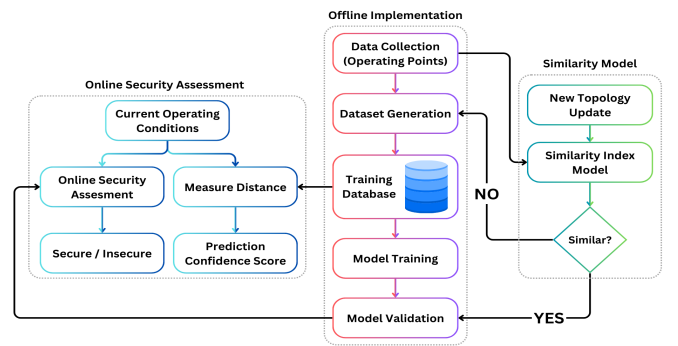 Offline Implementation
Data Collection
(Operating Points)
Dataset Generation
Training
Database
Model Training
Model Validation
Online Security Assessment
Current Operating
Conditions
Online Security
Assesment
Measure Distance
Secure / Insecure
Prediction
Confidence Score
Similarity Model
New Topology
Update
Similarity Index
Model
Similar?
NO
YES